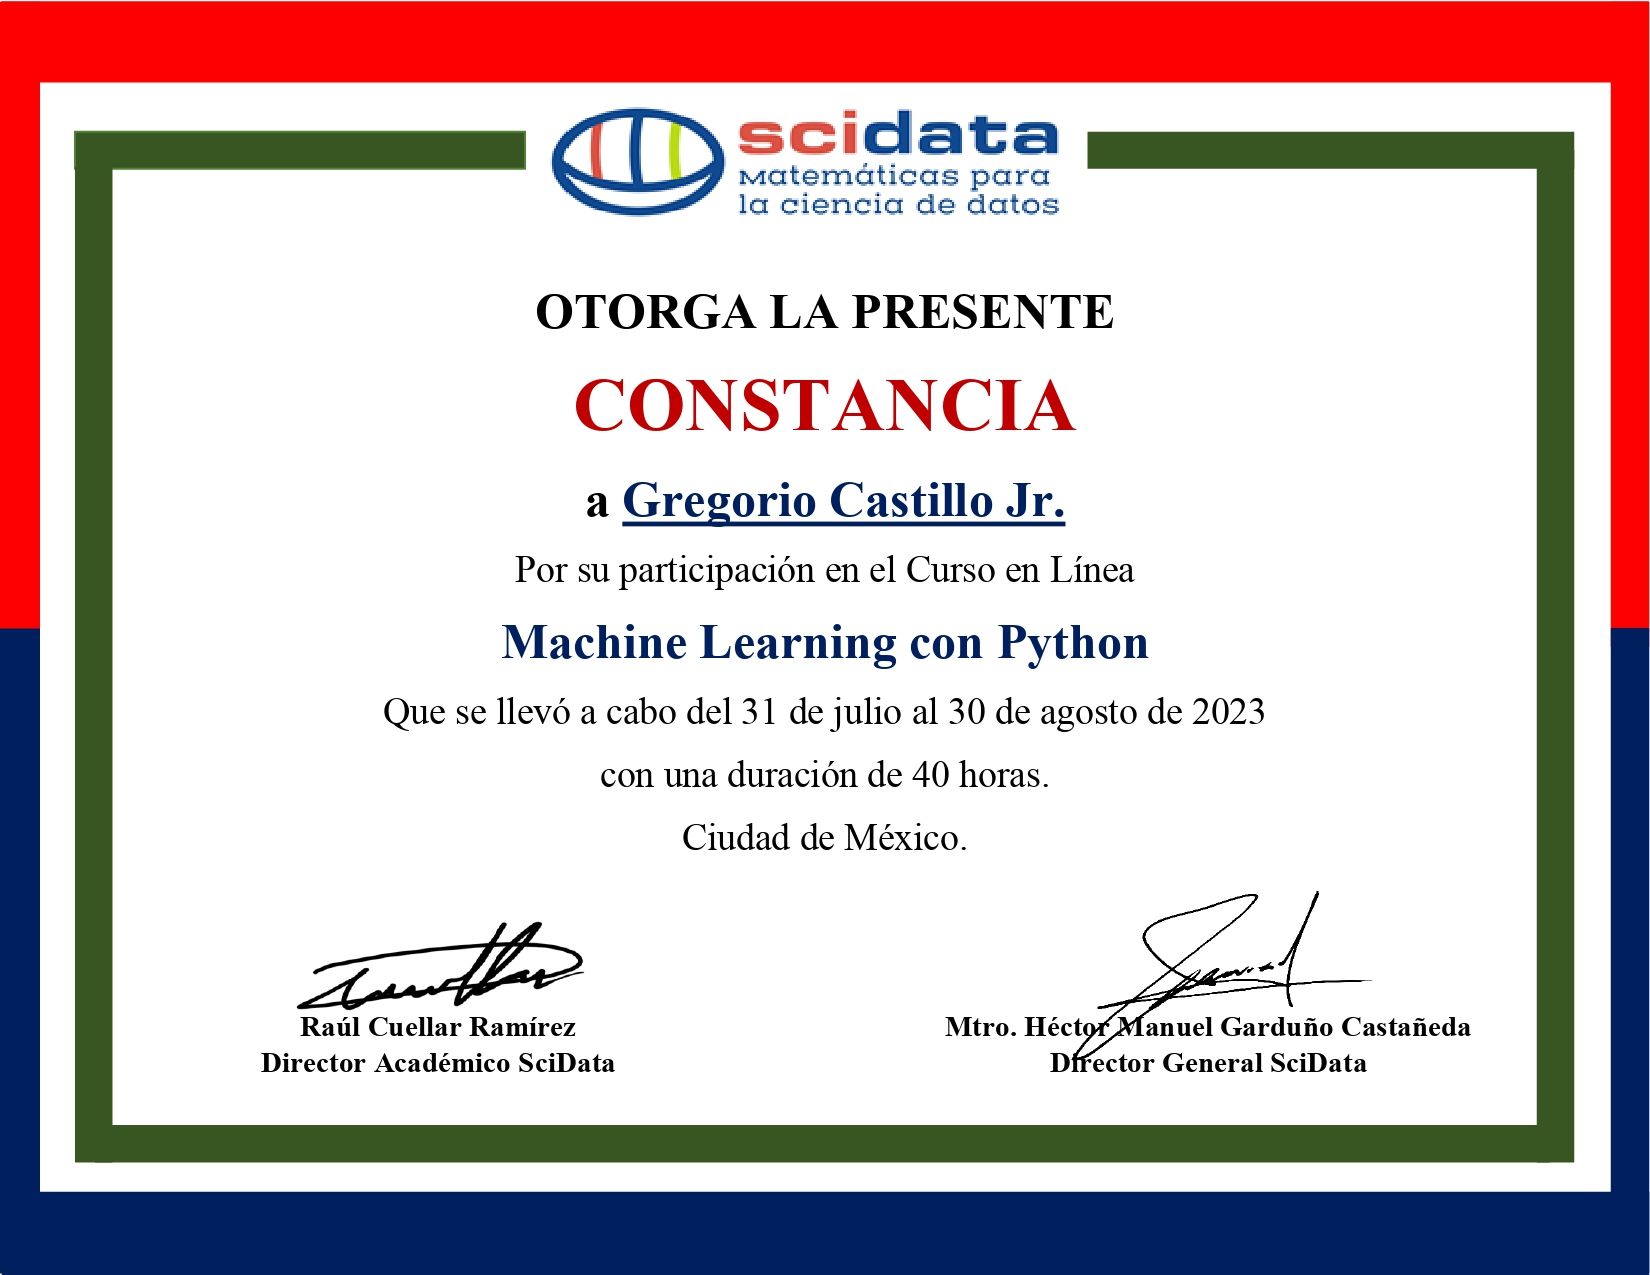 scidata
Matemáticas para
la ciencia de datos
OTORGA LA PRESENTE
CONSTANCIA
a Gregorio Castillo Jr.
Por su participación en el Curso en Línea
Machine Learning con Python
Que se llevó a cabo del 31 de julio al 30 de agosto de 2023
con una duración de 40 horas.
Ciudad de México.
Raúl Cuellar Ramírez
Director Académico SciData
Mtro. Héctor Manuel Garduño Castañeda
Director General SciData